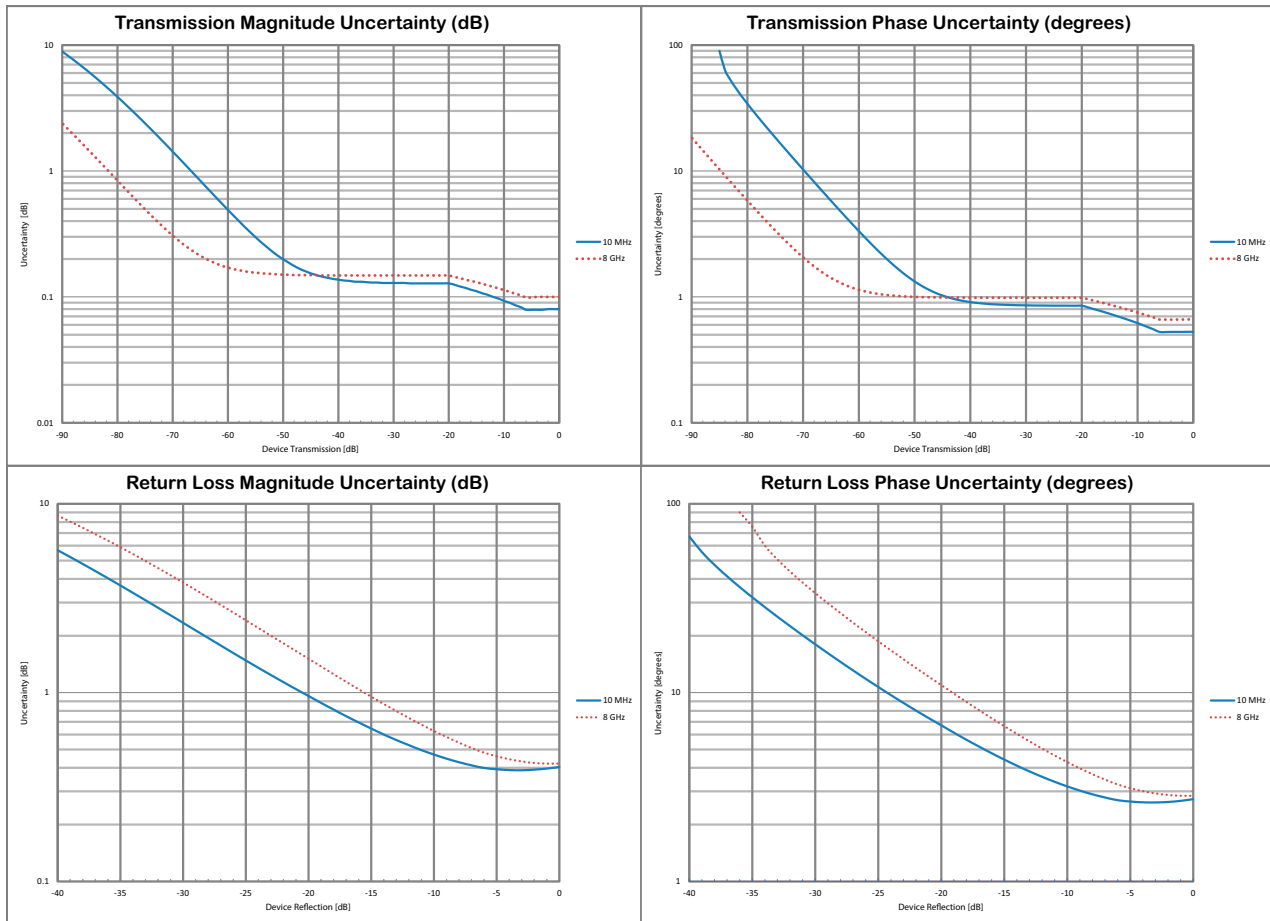 Transmission Magnitude Uncertainty (dB)
10
1
0.1
0.01
Uncertainty [dB]
-90 -80 -70 -60 -50 -40 -30 -20 -10 0
Device Transmission [dB]
10 MHz
8 GHz
Transmission Phase Uncertainty (degrees)
100
10
1
0.1
Uncertainty [degrees]
-90 -80 -70 -60 -50 -40 -30 -20 -10 0
Device Transmission [dB]
10 MHz
8 GHz
Return Loss Magnitude Uncertainty (dB)
10
1
0.1
Uncertainty [dB]
-40 -35 -30 -25 -20 -15 -10 -5 0
Device Reflection [dB]
10 MHz
8 GHz
Return Loss Phase Uncertainty (degrees)
100
10
1
Uncertainty [degrees]
-40 -35 -30 -25 -20 -15 -10 -5 0
Device Reflection [dB]
10 MHz
8 GHz